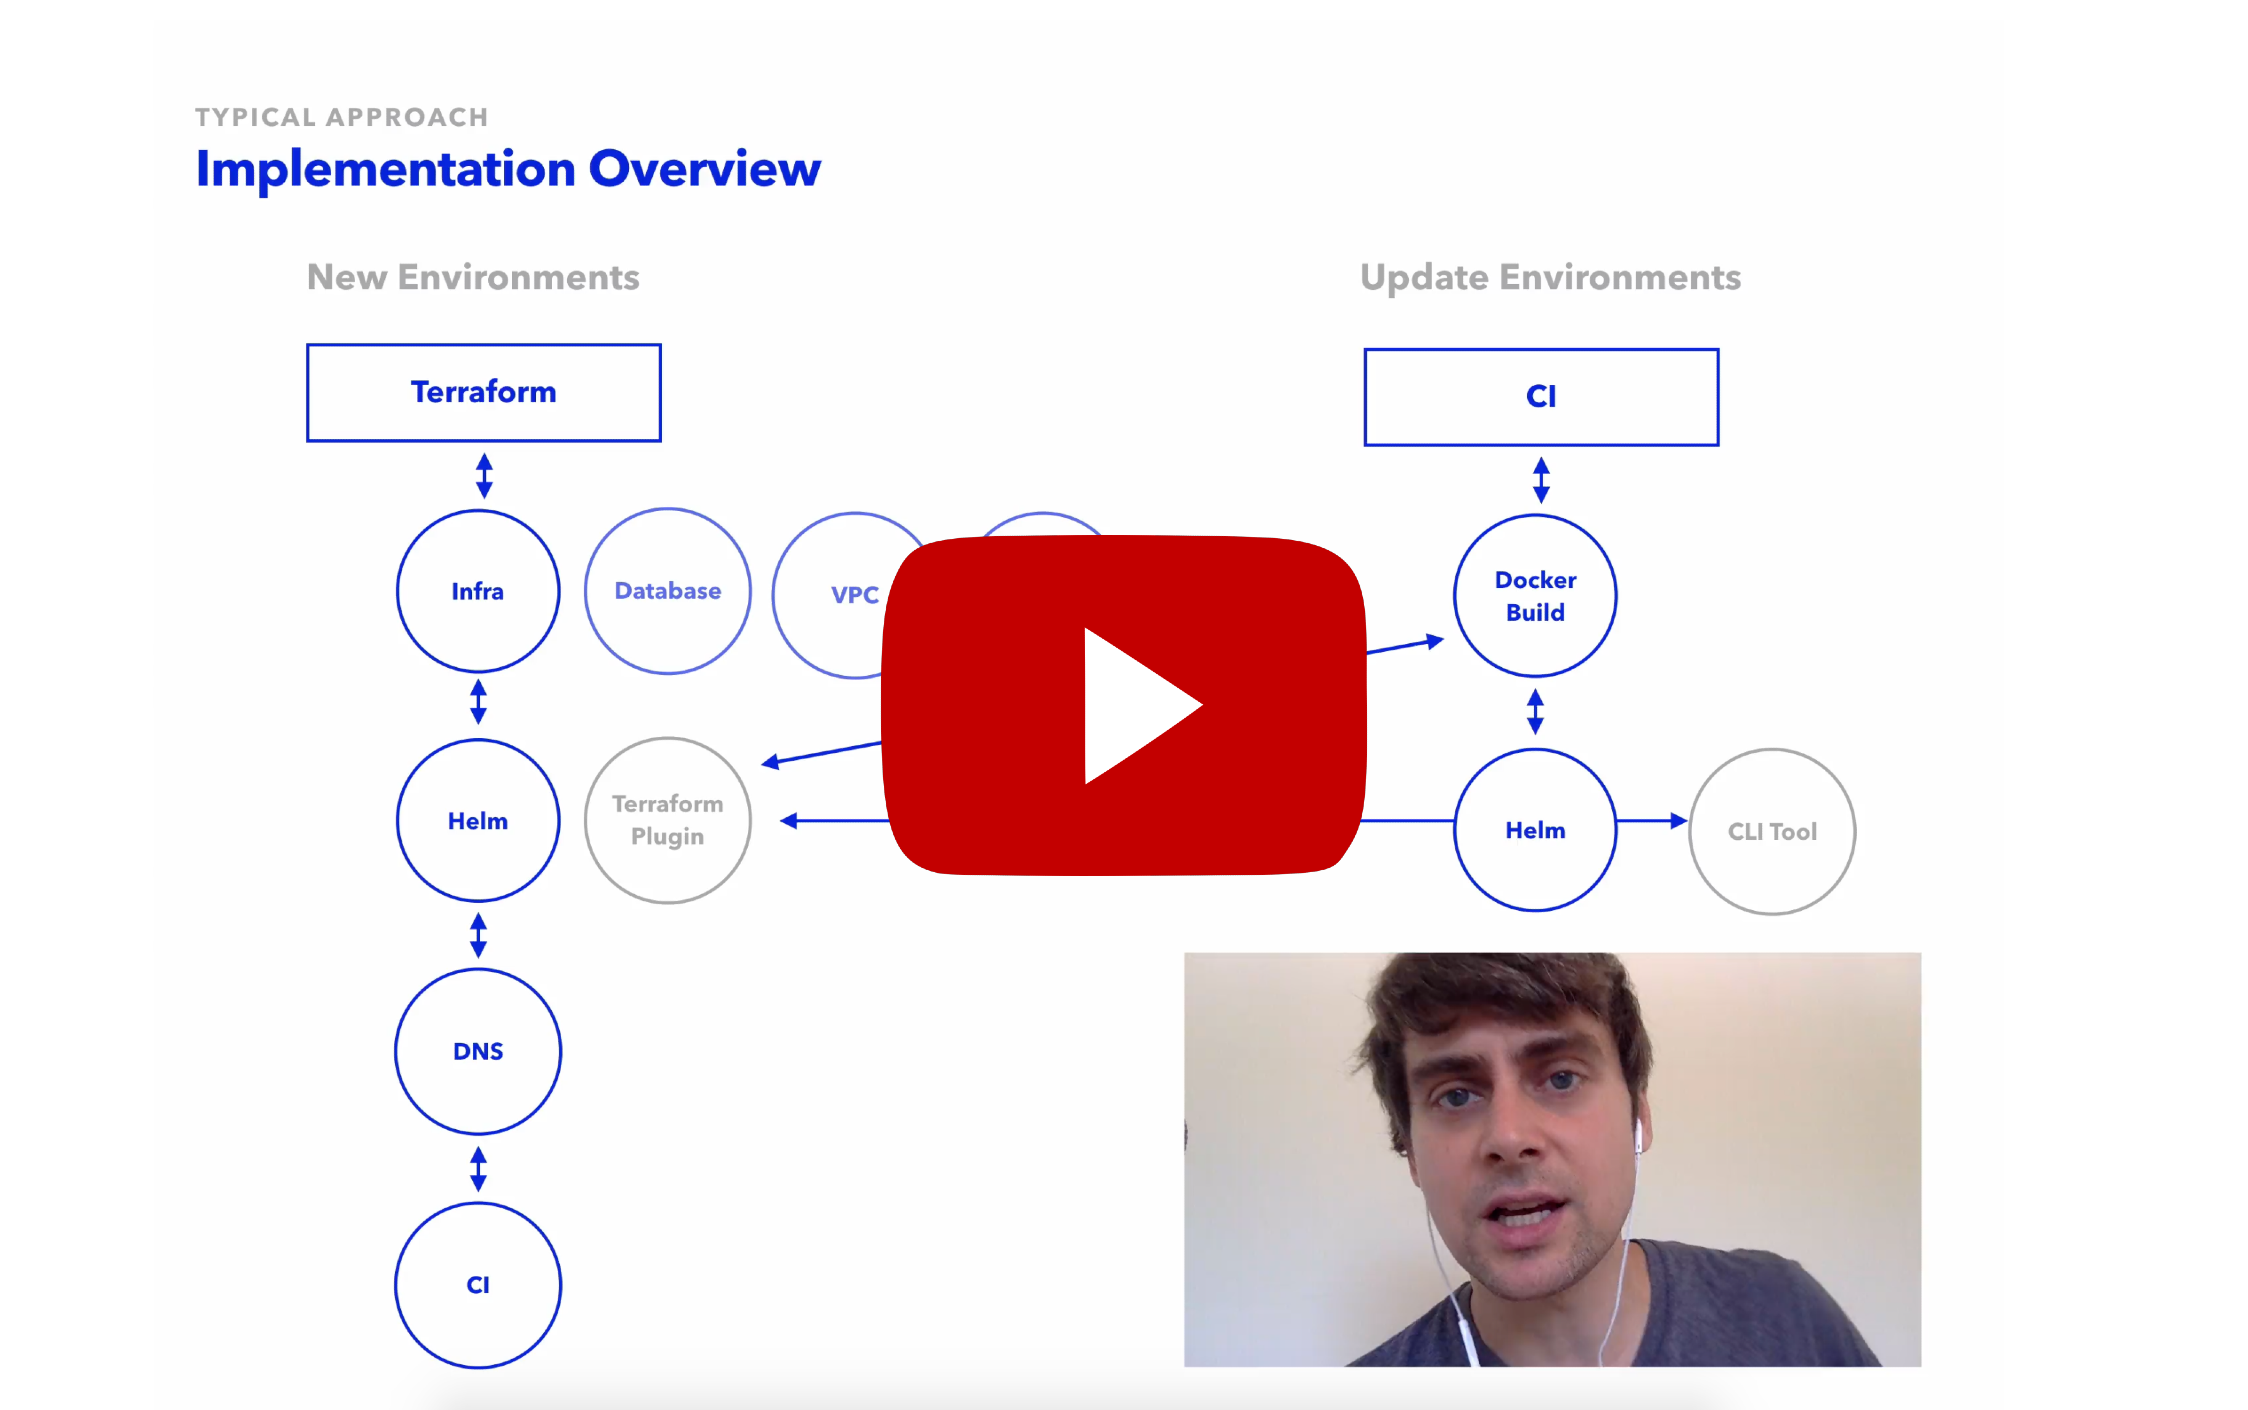 TYPICAL APPROACH
Implementation Overview
New Environments
Update Environments
Terraform
CI
Infra
Database
VPC
Docker
Build
Helm
Terraform
Plugin
Helm
CLI Tool
DNS
CI